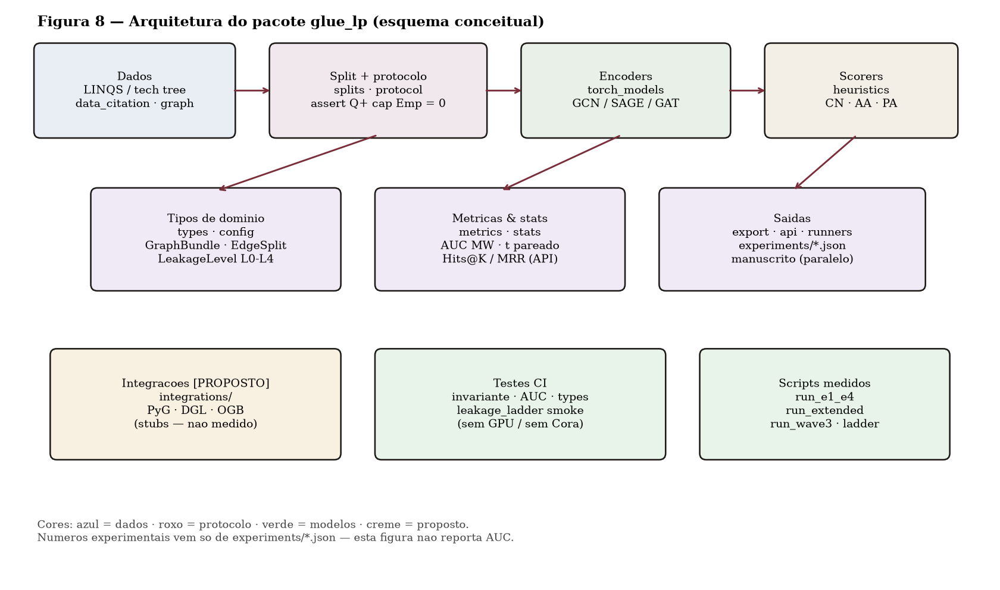 Figura 8 — Arquitetura do pacote glue_lp (esquema conceitual)
Dados
LINQS / tech tree
data_citation · graph
Split + protocolo
splits · protocol
assert Q+ cap Emp = 0
Encoders
torch_models
GCN / SAGE / GAT
Scorers
heuristics
CN · AA · PA
Tipos de dominio
types · config
GraphBundle · EdgeSplit
LeakageLevel L0-L4
Metricas & stats
metrics · stats
AUC MW · t pareado
Hits@K / MRR (API)
Saidas
export · api · runners
experiments/*.json
manuscrito (paralelo)
Integracoes [PROPOSTO]
integrations/
PyG · DGL · OGB
(stubs — nao medido)
Testes CI
invariante · AUC · types
leakage_ladder smoke
(sem GPU / sem Cora)
Scripts medidos
run_e1_e4
run_extended
run_wave3 · ladder
Cores: azul = dados · roxo = protocolo · verde = modelos · creme = proposto.
Numeros experimentais vem so de experiments/*.json — esta figura nao reporta AUC.